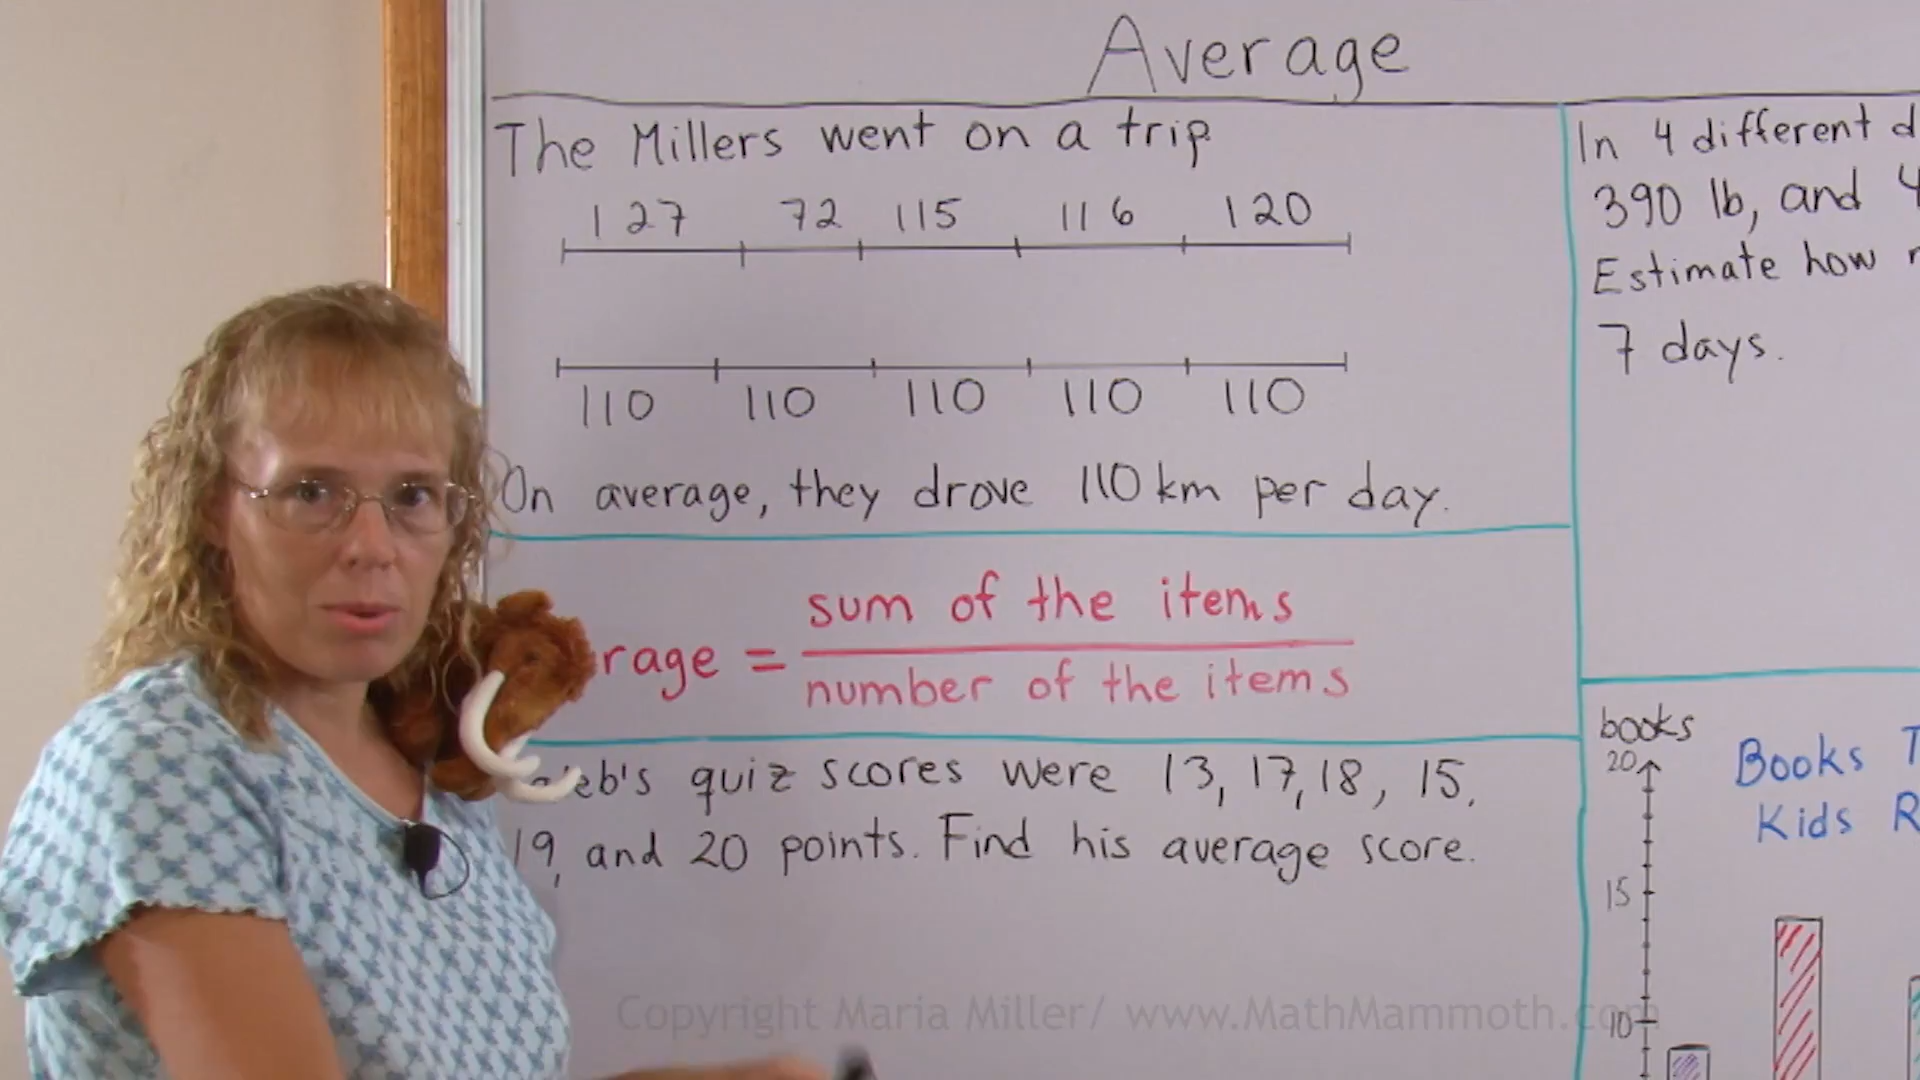 Average
The Millers went on a trip
127 72 115 116 120
110 110 110 110 110
On average, they drove 110 km per day.
rage = sum of the items
number of the items
eb's quiz scores were 13, 17, 18, 15,
19, and 20 points. Find his average score.
In 4 different
390 lb, and
Estimate how
7 days.
books
20
15
10
Books
Kids
Copyright Maria Miller/ www.MathMammoth.com